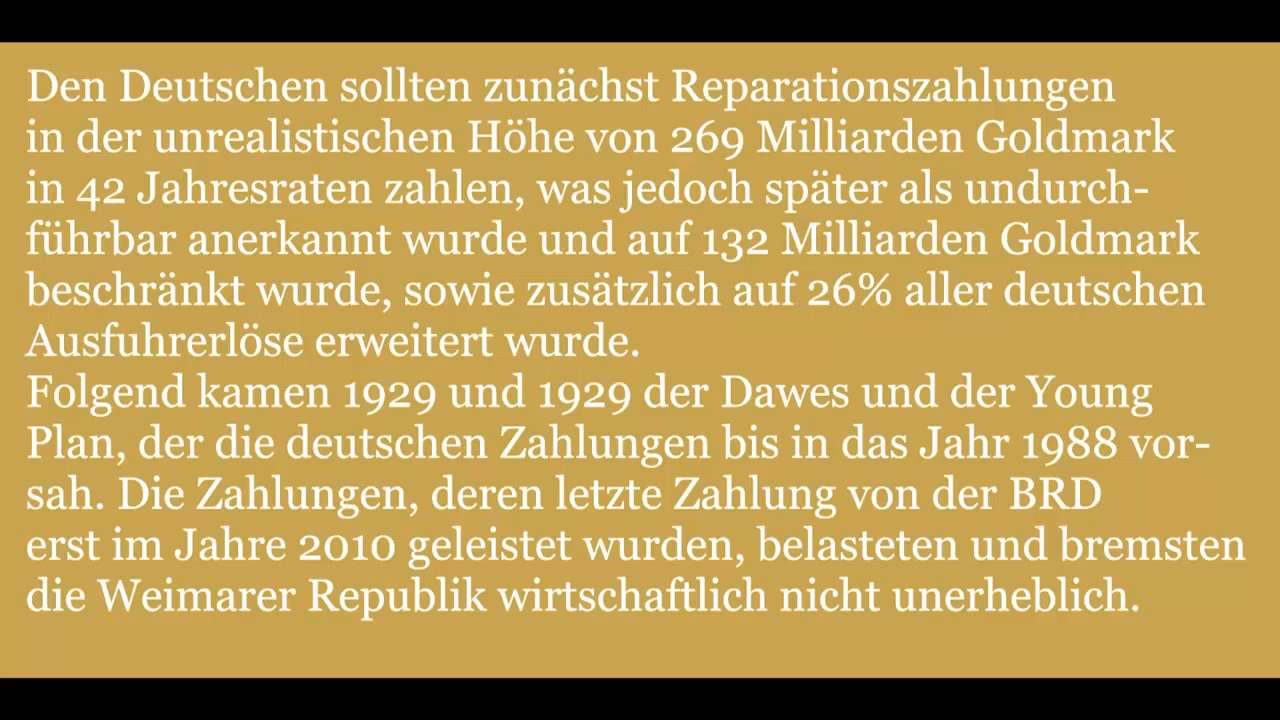 Den Deutschen sollten zunächst Reparationszahlungen
in der unrealistischen Höhe von 269 Milliarden Goldmark
in 42 Jahresraten zahlen, was jedoch später als undurch-
führbar anerkannt wurde und auf 132 Milliarden Goldmark
beschränkt wurde, sowie zusätzlich auf 26% aller deutschen
Ausfuhrerlöse erweitert wurde.
Folgend kamen 1929 und 1929 der Dawes und der Young
Plan, der die deutschen Zahlungen bis in das Jahr 1988 vor-
sah. Die Zahlungen, deren letzte Zahlung von der BRD
erst im Jahre 2010 geleistet wurden, belasteten und bremsten
die Weimarer Republik wirtschaftlich nicht unerheblich.